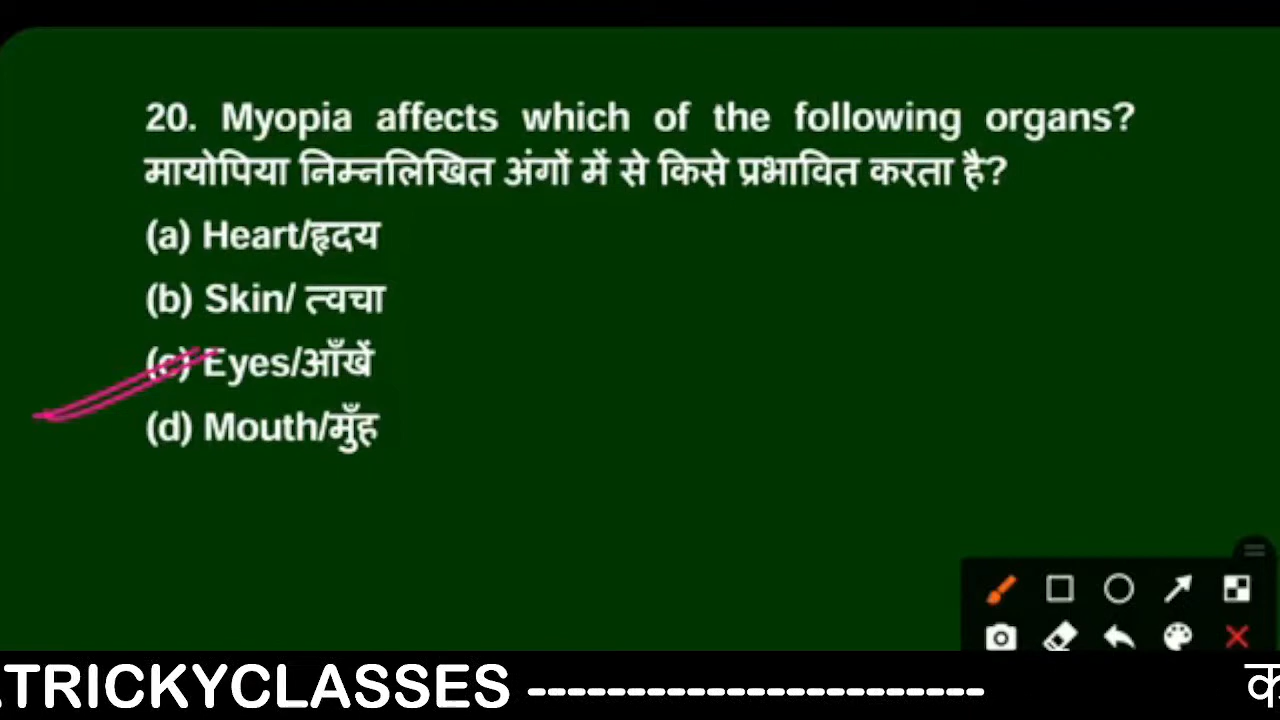 20. Myopia affects which of the following organs?
मायोपिया निम्नलिखित अंगों में से किसे प्रभावित करता है?
(a) Heart/हृदय
(b) Skin/ त्वचा
(c) Eyes/आँखें
(d) Mouth/मुँह
.TRICKYCLASSES ----------------------